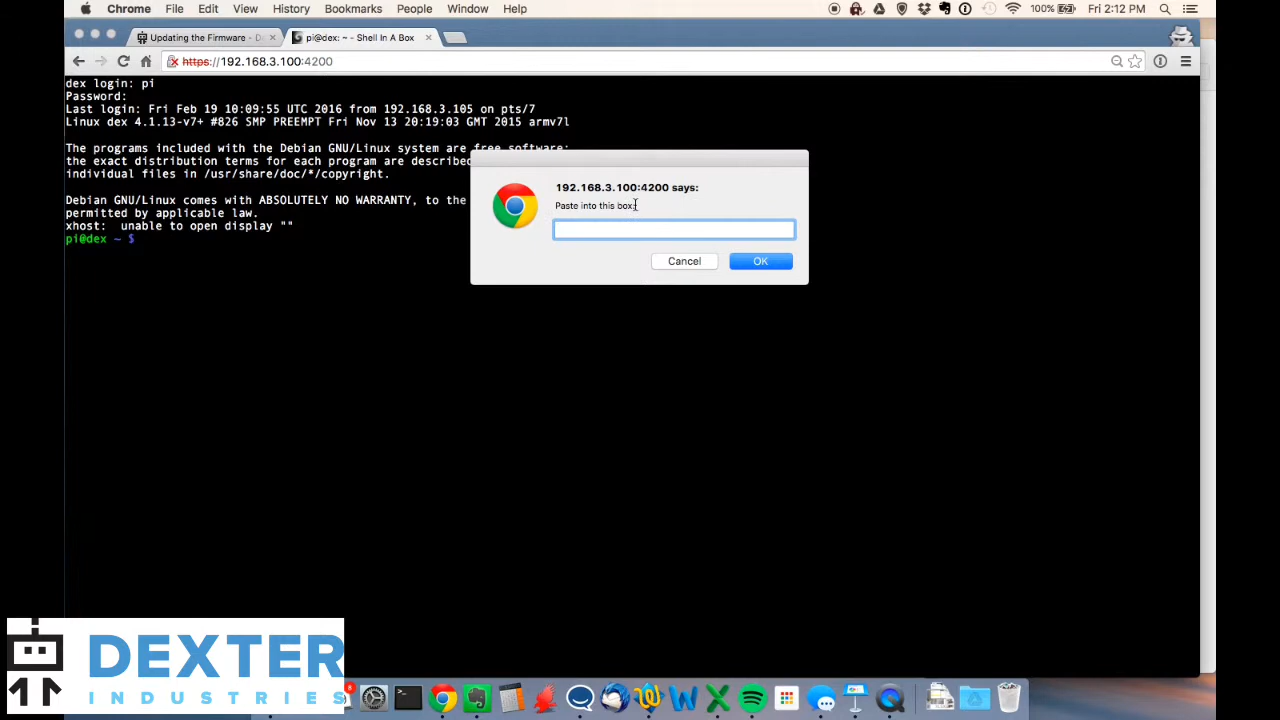 Chrome File Edit View History Bookmarks People Window Help 100% Fri 2:12 PM
Updating the Firmware - D pi@dex: ~ - Shell In A Box
https://192.168.3.100:4200
dex login: pi
Password:
Last login: Fri Feb 19 10:09:55 UTC 2016 from 192.168.3.105 on pts/7
Linux dex 4.1.13-v7+ #826 SMP PREEMPT Fri Nov 13 20:19:03 GMT 2015 armv7l
The programs included with the Debian GNU/Linux system are free software;
the exact distribution terms for each program are described
individual files in /usr/share/doc/*/copyright.
Debian GNU/Linux comes with ABSOLUTELY NO WARRANTY, to the
permitted by applicable law.
xhost: unable to open display ""
pi@dex ~ $
192.168.3.100:4200 says:
Paste into this box:
Cancel OK
DEXTER
INDUSTRIES